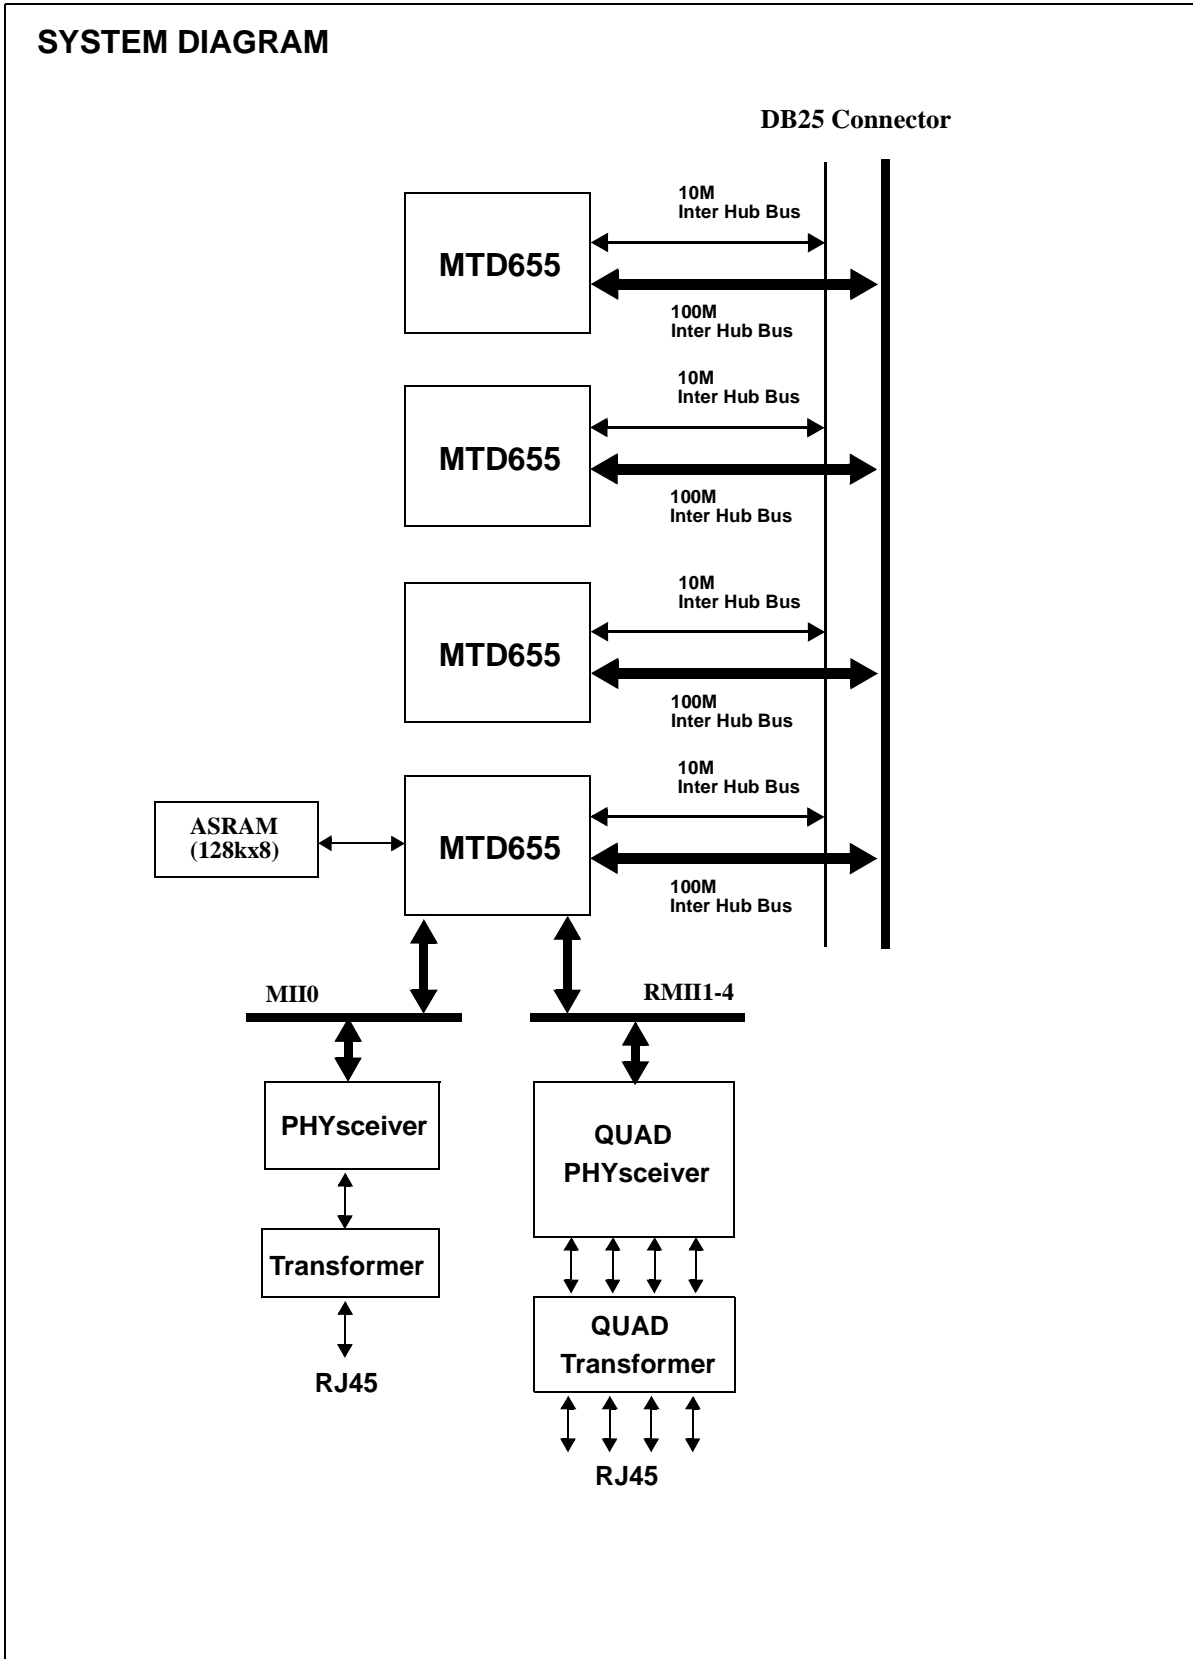 SYSTEM DIAGRAM
DB25 Connector
10M
Inter Hub Bus
MTD655
100M
Inter Hub Bus
10M
Inter Hub Bus
MTD655
100M
Inter Hub Bus
10M
Inter Hub Bus
MTD655
100M
Inter Hub Bus
10M
Inter Hub Bus
ASRAM
(128kx8)
MTD655
100M
Inter Hub Bus
MII0
RMII1-4
PHYsceiver
QUAD
PHYsceiver
Transformer
QUAD
Transformer
RJ45
RJ45